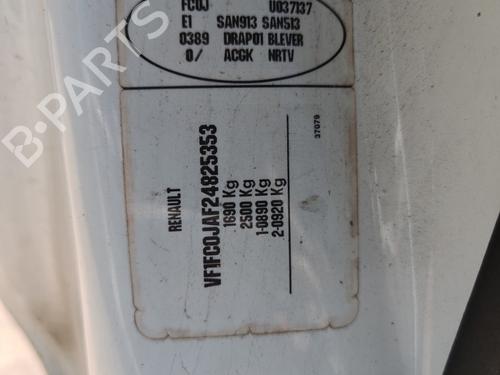 FC0J U037137
E1 SAN913 SAN513
0389 DRAP01 BLEVER
0/ ACGK NRTV
37079
RENAULT
VF1FC0JAF24825353
1690 Kg
2500 Kg
1-0890 Kg
2-0920 Kg
B-PARTS